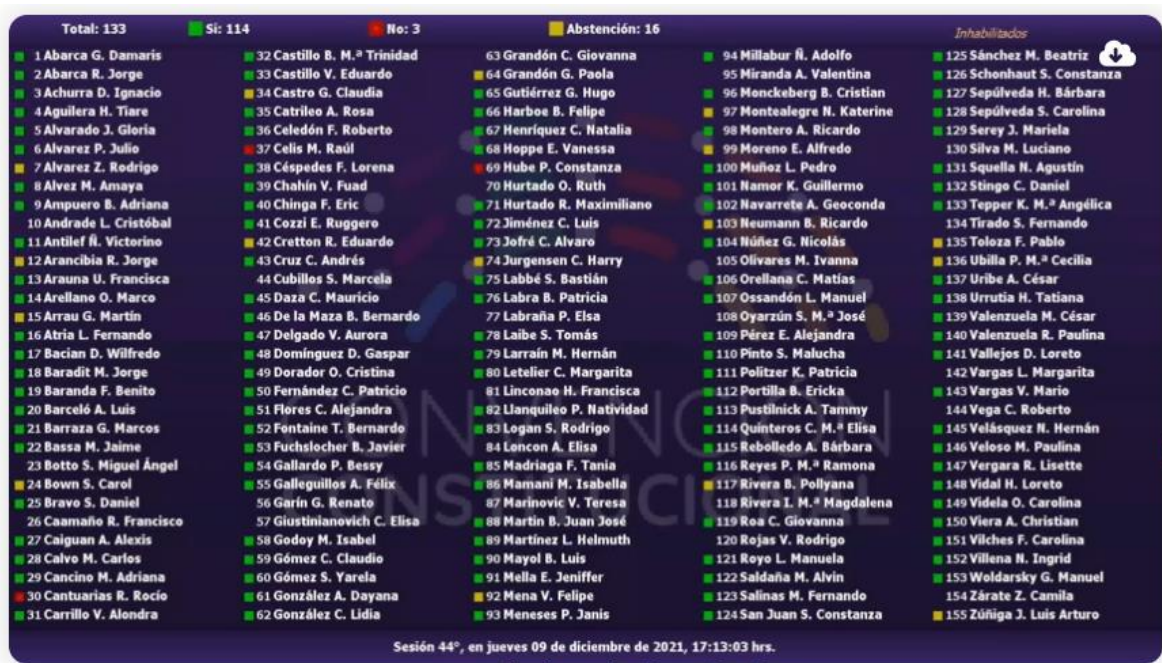 Total: 133 Si: 114 No: 3 Abstención: 16
Inhabilitados
1 Abarca G. Damaris
2 Abarca R. Jorge
3 Achurra D. Ignacio
4 Aguilera H. Tiare
5 Alvarado J. Gloria
6 Alvarez P. Julio
7 Alvarez Z. Rodrigo
8 Alvez M. Amaya
9 Ampuero B. Adriana
10 Andrade L. Cristóbal
11 Antilef Ñ. Victorino
12 Arancibia R. Jorge
13 Arauna U. Francisca
14 Arellano O. Marco
15 Arrau G. Martín
16 Atria L. Fernando
17 Bacian D. Wilfredo
18 Baradit M. Jorge
19 Baranda F. Benito
20 Barceló A. Luis
21 Barraza G. Marcos
22 Bassa M. Jaime
23 Botto S. Miguel Ángel
24 Bown S. Carol
25 Bravo S. Daniel
26 Caamaño R. Francisco
27 Caiguan A. Alexis
28 Calvo M. Carlos
29 Cancino M. Adriana
30 Cantuarias R. Rocío
31 Carrillo V. Alondra
32 Castillo B. M.ª Trinidad
33 Castillo V. Eduardo
34 Castro G. Claudia
35 Catrileo A. Rosa
36 Celedón F. Roberto
37 Celis M. Raúl
38 Céspedes F. Lorena
39 Chahín V. Fuad
40 Chinga F. Eric
41 Cozzi E. Ruggero
42 Cretton R. Eduardo
43 Cruz C. Andrés
44 Cubillos S. Marcela
45 Daza C. Mauricio
46 De la Maza B. Bernardo
47 Delgado V. Aurora
48 Domínguez D. Gaspar
49 Dorador O. Cristina
50 Fernández C. Patricio
51 Flores C. Alejandra
52 Fontaine T. Bernardo
53 Fuchslocher B. Javier
54 Gallardo P. Bessy
55 Galleguillos A. Félix
56 Garín G. Renato
57 Giustinianovich C. Elisa
58 Godoy M. Isabel
59 Gómez C. Claudio
60 Gómez S. Yarela
61 González A. Dayana
62 González C. Lidia
63 Grandón C. Giovanna
64 Grandón G. Paola
65 Gutiérrez G. Hugo
66 Harboe B. Felipe
67 Henríquez C. Natalia
68 Hoppe E. Vanessa
69 Hube P. Constanza
70 Hurtado O. Ruth
71 Hurtado R. Maximiliano
72 Jiménez C. Luis
73 Jofré C. Alvaro
74 Jurgensen C. Harry
75 Labbé S. Bastián
76 Labra B. Patricia
77 Labraña P. Elsa
78 Laibe S. Tomás
79 Larraín M. Hernán
80 Letelier C. Margarita
81 Linconao H. Francisca
82 Llanquileo P. Natividad
83 Logan S. Rodrigo
84 Loncon A. Elisa
85 Madriaga F. Tania
86 Mamani M. Isabella
87 Marinovic V. Teresa
88 Martin B. Juan José
89 Martínez L. Helmuth
90 Mayol B. Luis
91 Mella E. Jeniffer
92 Mena V. Felipe
93 Meneses P. Janis
94 Millabur Ñ. Adolfo
95 Miranda A. Valentina
96 Monckeberg B. Cristian
97 Montealegre N. Katerine
98 Montero A. Ricardo
99 Moreno E. Alfredo
100 Muñoz L. Pedro
101 Namor K. Guillermo
102 Navarrete A. Geoconda
103 Neumann B. Ricardo
104 Núñez G. Nicolás
105 Olivares M. Ivanna
106 Orellana C. Matías
107 Ossandón L. Manuel
108 Oyarzún S. M.ª José
109 Pérez E. Alejandra
110 Pinto S. Malucha
111 Politzer K. Patricia
112 Portilla B. Ericka
113 Pustilnick A. Tammy
114 Quinteros C. M.ª Elisa
115 Rebolledo A. Bárbara
116 Reyes P. M.ª Ramona
117 Rivera B. Pollyana
118 Rivera I. M.ª Magdalena
119 Roa C. Giovanna
120 Rojas V. Rodrigo
121 Royo L. Manuela
122 Saldaña M. Alvin
123 Salinas M. Fernando
124 San Juan S. Constanza
125 Sánchez M. Beatriz
126 Schonhaut S. Constanza
127 Sepúlveda H. Bárbara
128 Sepúlveda S. Carolina
129 Serey J. Mariela
130 Silva M. Luciano
131 Squella N. Agustín
132 Stingo C. Daniel
133 Tepper K. M.ª Angélica
134 Tirado S. Fernando
135 Toloza F. Pablo
136 Ubilla P. M.ª Cecilia
137 Uribe A. César
138 Urrutia H. Tatiana
139 Valenzuela M. César
140 Valenzuela R. Paulina
141 Vallejos D. Loreto
142 Vargas L. Margarita
143 Vargas V. Mario
144 Vega C. Roberto
145 Velásquez N. Hernán
146 Veloso M. Paulina
147 Vergara R. Lisette
148 Vidal H. Loreto
149 Videla O. Carolina
150 Viera A. Christian
151 Vilches F. Carolina
152 Villena N. Ingrid
153 Woldarsky G. Manuel
154 Zárate Z. Camila
155 Zúñiga J. Luis Arturo
CONVENCIÓN
CONSTITUCIONAL
Sesión 44°, en jueves 09 de diciembre de 2021, 17:13:03 hrs.